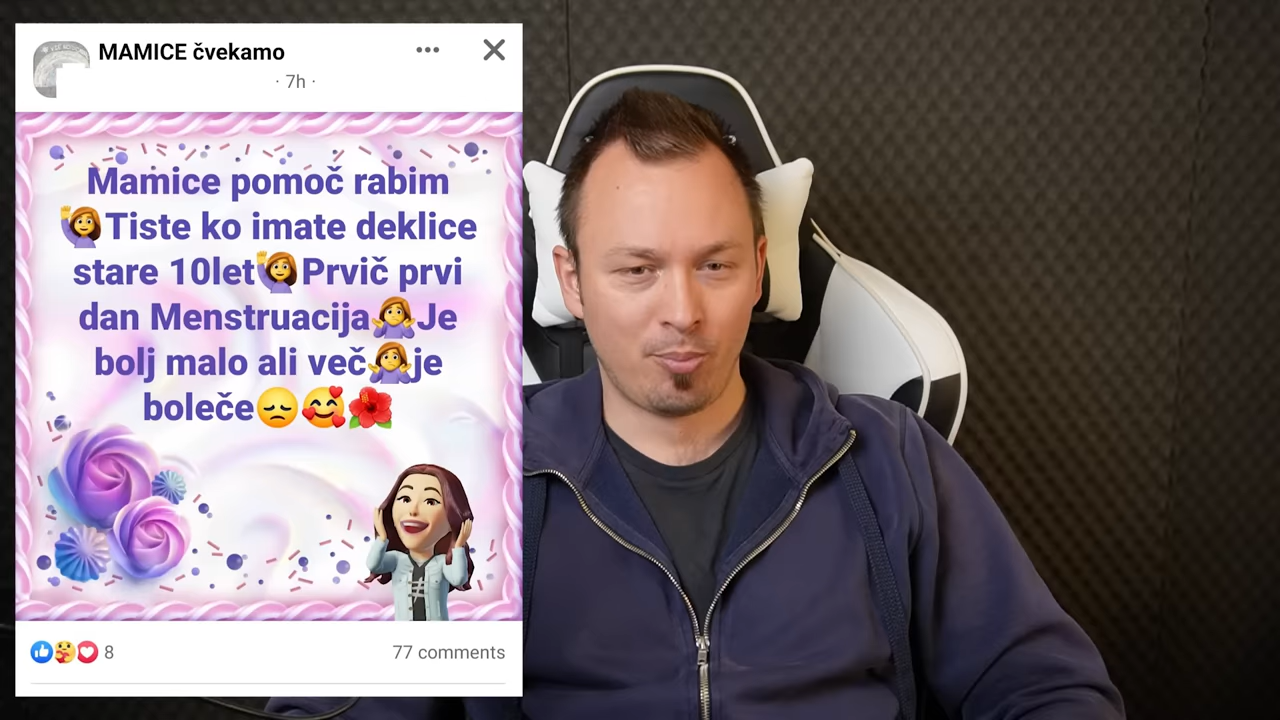 MAMICE čvekamo
· 7h ·
Mamice pomoč rabim
🙋‍♀️Tiste ko imate deklice
stare 10let🙋‍♀️Prvič prvi
dan Menstruacija🤷‍♀️Je
bolj malo ali več🤷‍♀️je
boleče😞🥰🌺
8
77 comments